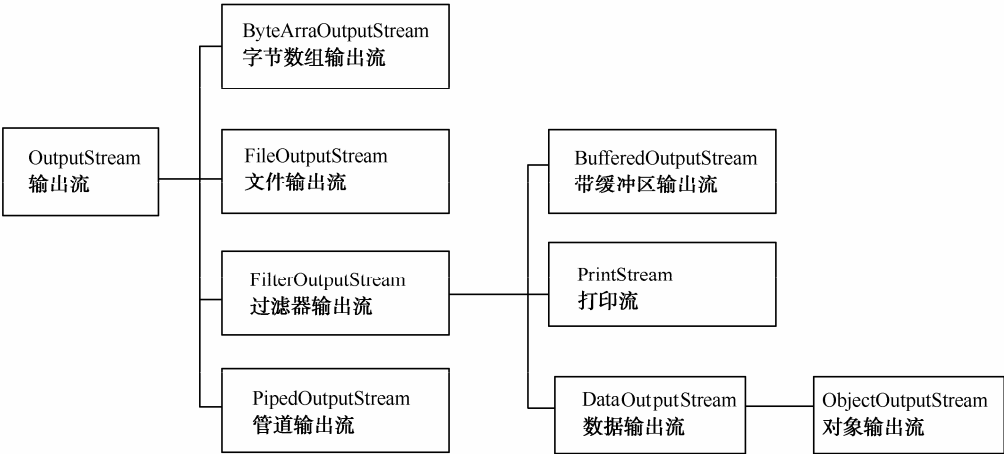 OutputStream
输出流
ByteArraOutputStream
字节数组输出流
FileOutputStream
文件输出流
FilterOutputStream
过滤器输出流
PipedOutputStream
管道输出流
BufferedOutputStream
带缓冲区输出流
PrintStream
打印流
DataOutputStream
数据输出流
ObjectOutputStream
对象输出流